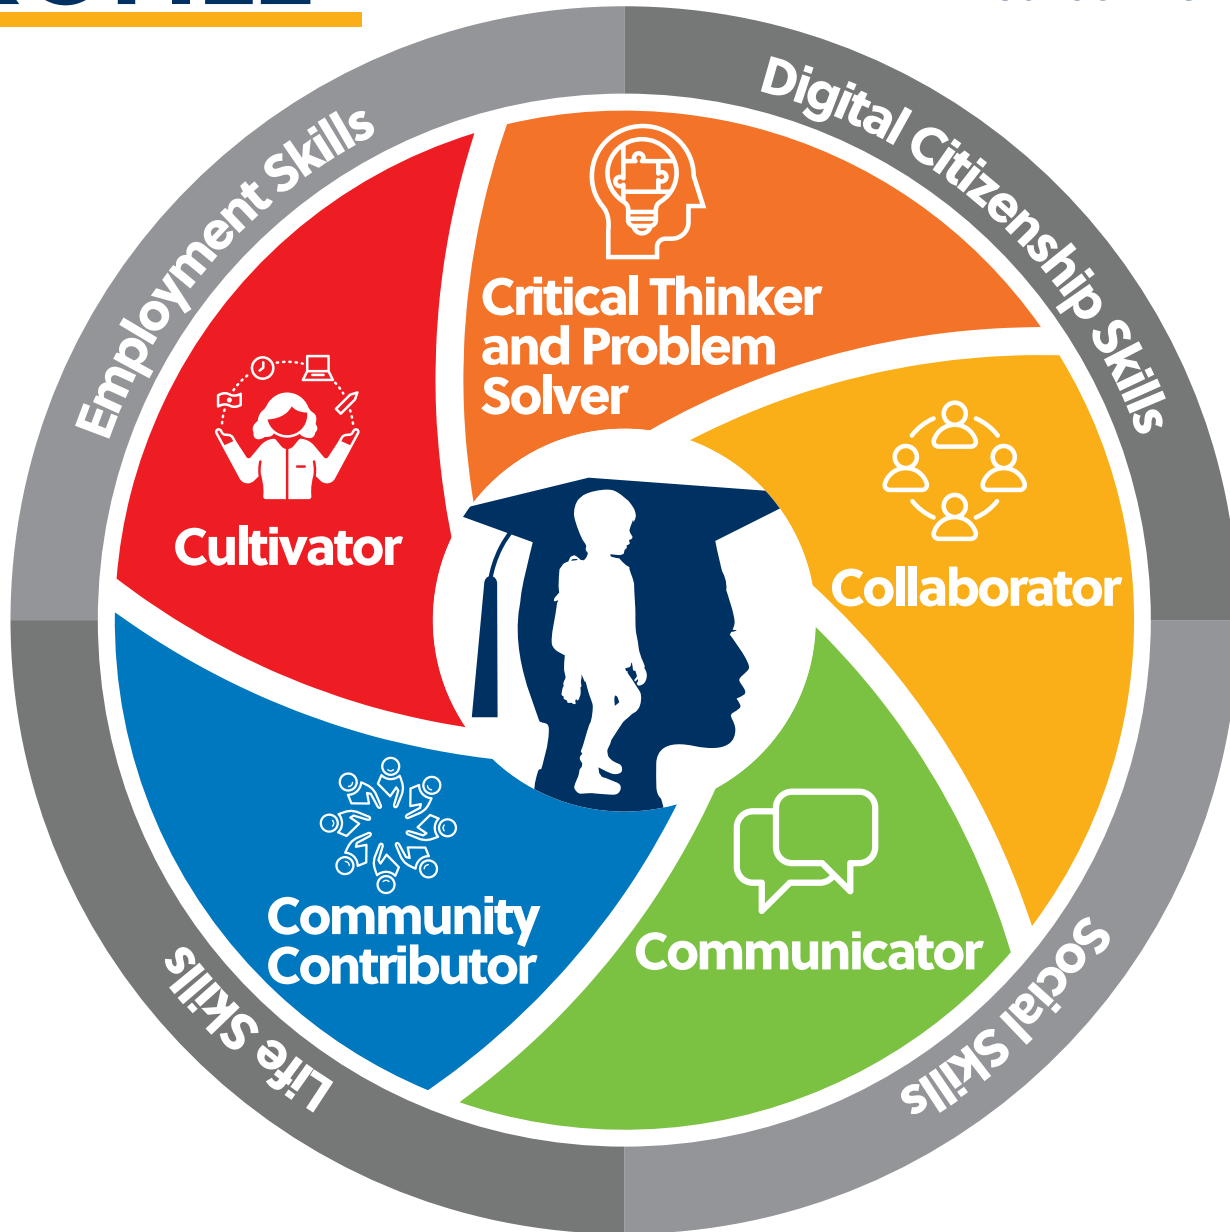 Employment Skills
Digital Citizenship Skills
Critical Thinker
and Problem
Solver
Cultivator
Collaborator
Community
Contributor
Communicator
Life Skills
Social Skills